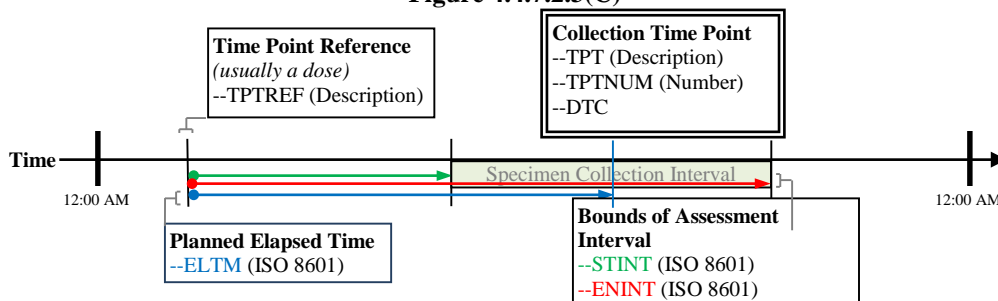 Figure 4.4.7.2.3(C)
Time Point Reference
(usually a dose)
--TPTREF (Description)
Collection Time Point
--TPT (Description)
--TPTNUM (Number)
--DTC
Time
Specimen Collection Interval
12:00 AM
12:00 AM
Planned Elapsed Time
--ELTM (ISO 8601)
Bounds of Assessment
Interval
--STINT (ISO 8601)
--ENINT (ISO 8601)